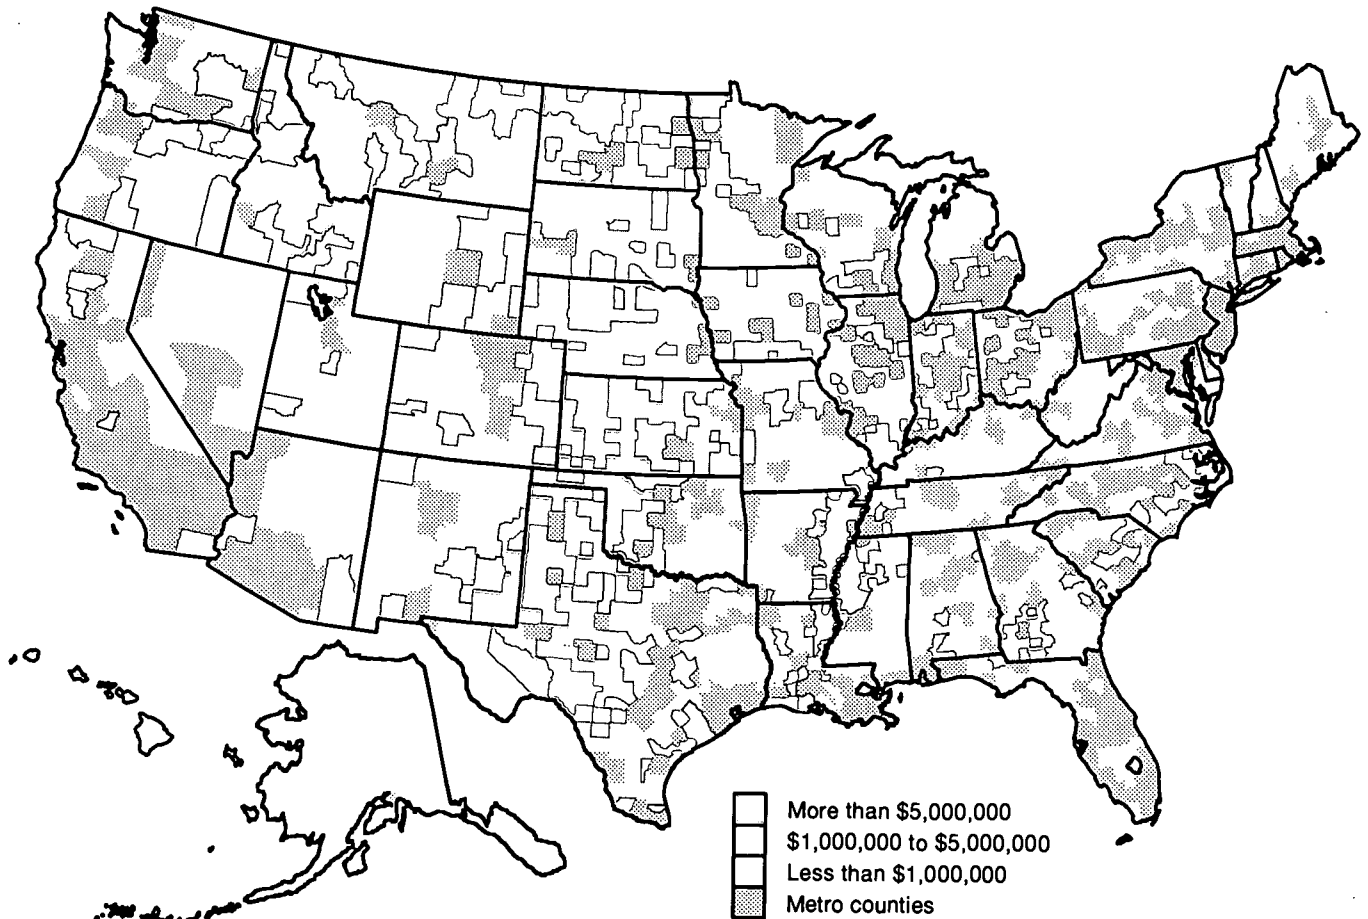 More than $5,000,000
$1,000,000 to $5,000,000
Less than $1,000,000
Metro counties